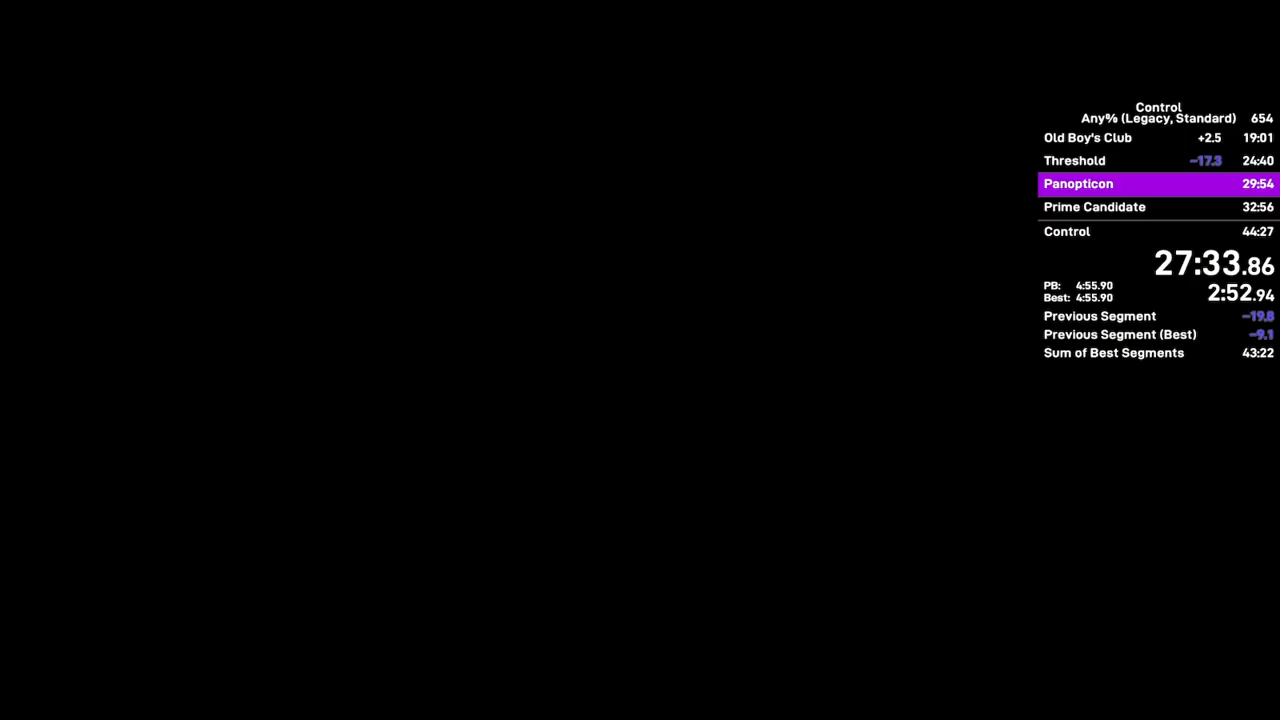 Control
Any% (Legacy, Standard) 654
Old Boy's Club +2.5 19:01
Threshold −17.3 24:40
Panopticon 29:54
Prime Candidate 32:56
Control 44:27
27:33.86
PB: 4:55.90
Best: 4:55.90
2:52.94
Previous Segment −19.8
Previous Segment (Best) −9.1
Sum of Best Segments 43:22